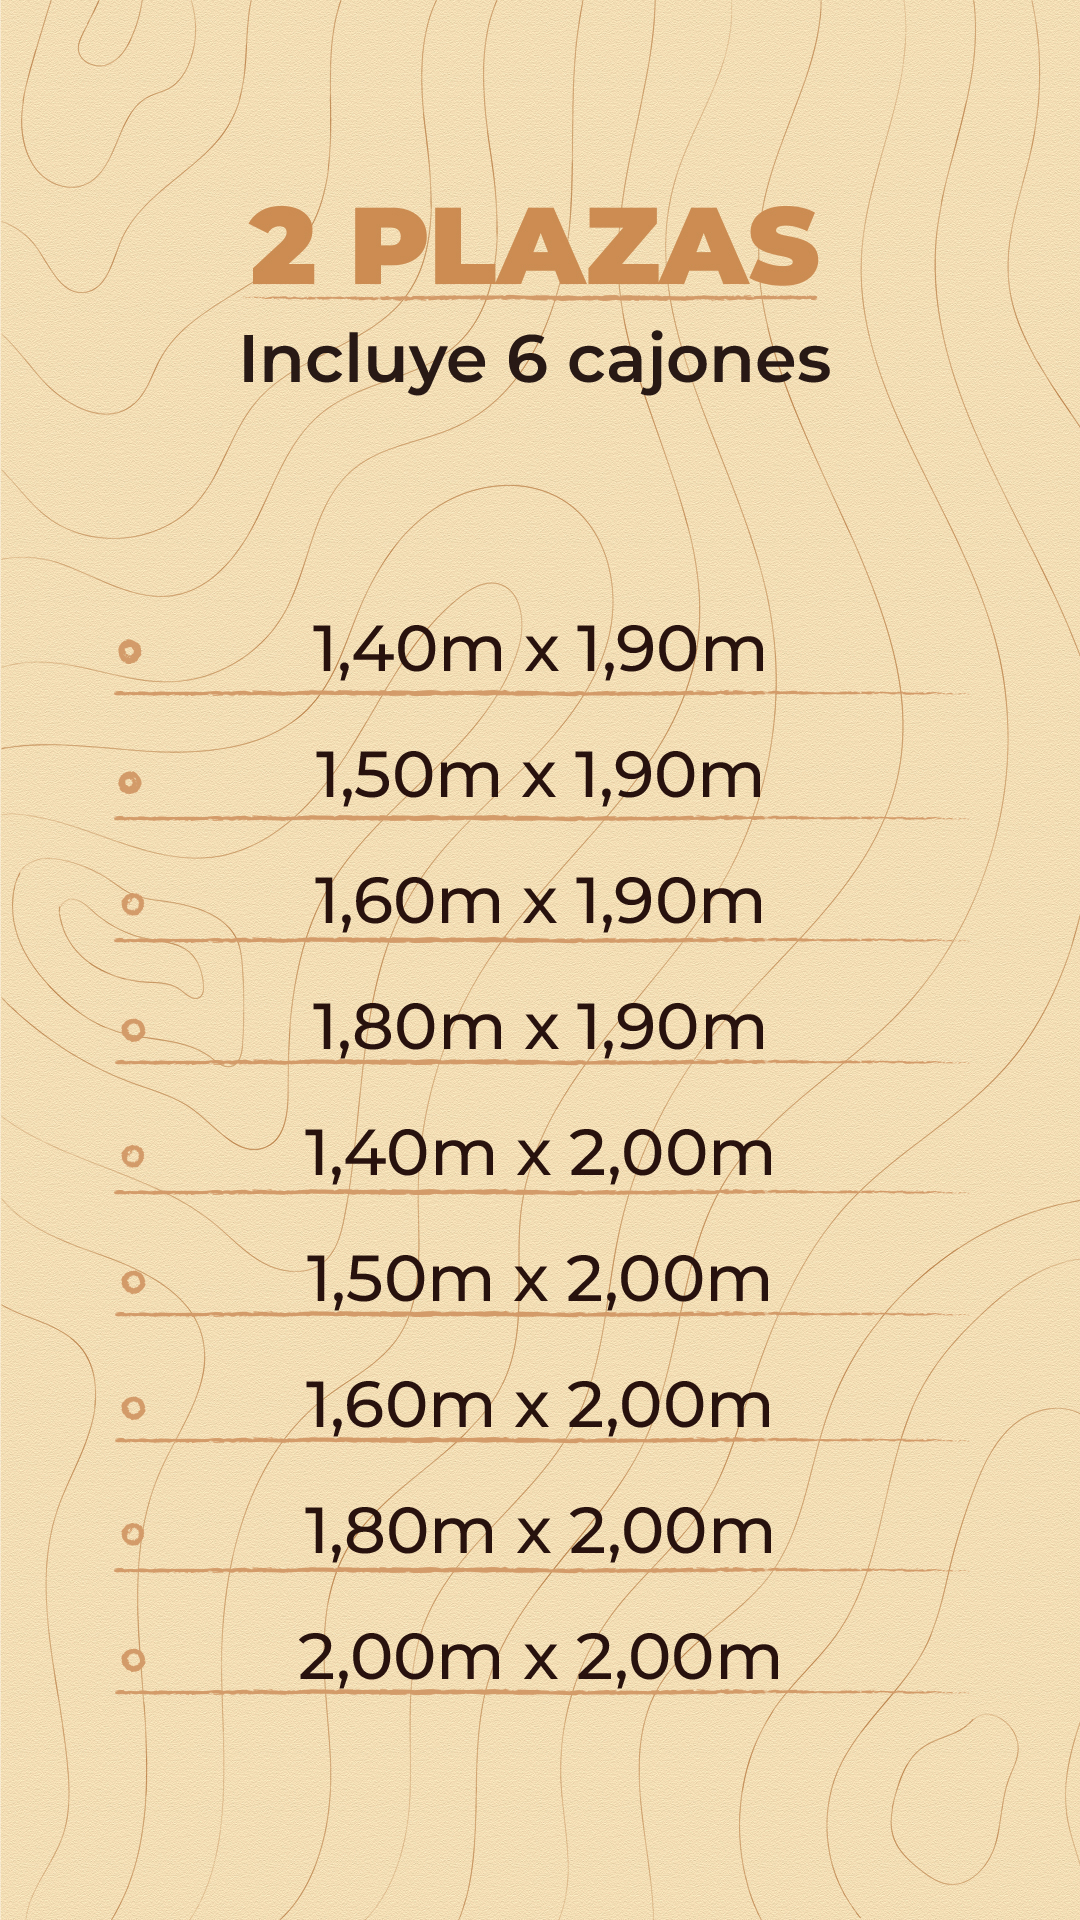 2 PLAZAS
Incluye 6 cajones
1,40m x 1,90m
1,50m x 1,90m
1,60m x 1,90m
1,80m x 1,90m
1,40m x 2,00m
1,50m x 2,00m
1,60m x 2,00m
1,80m x 2,00m
2,00m x 2,00m